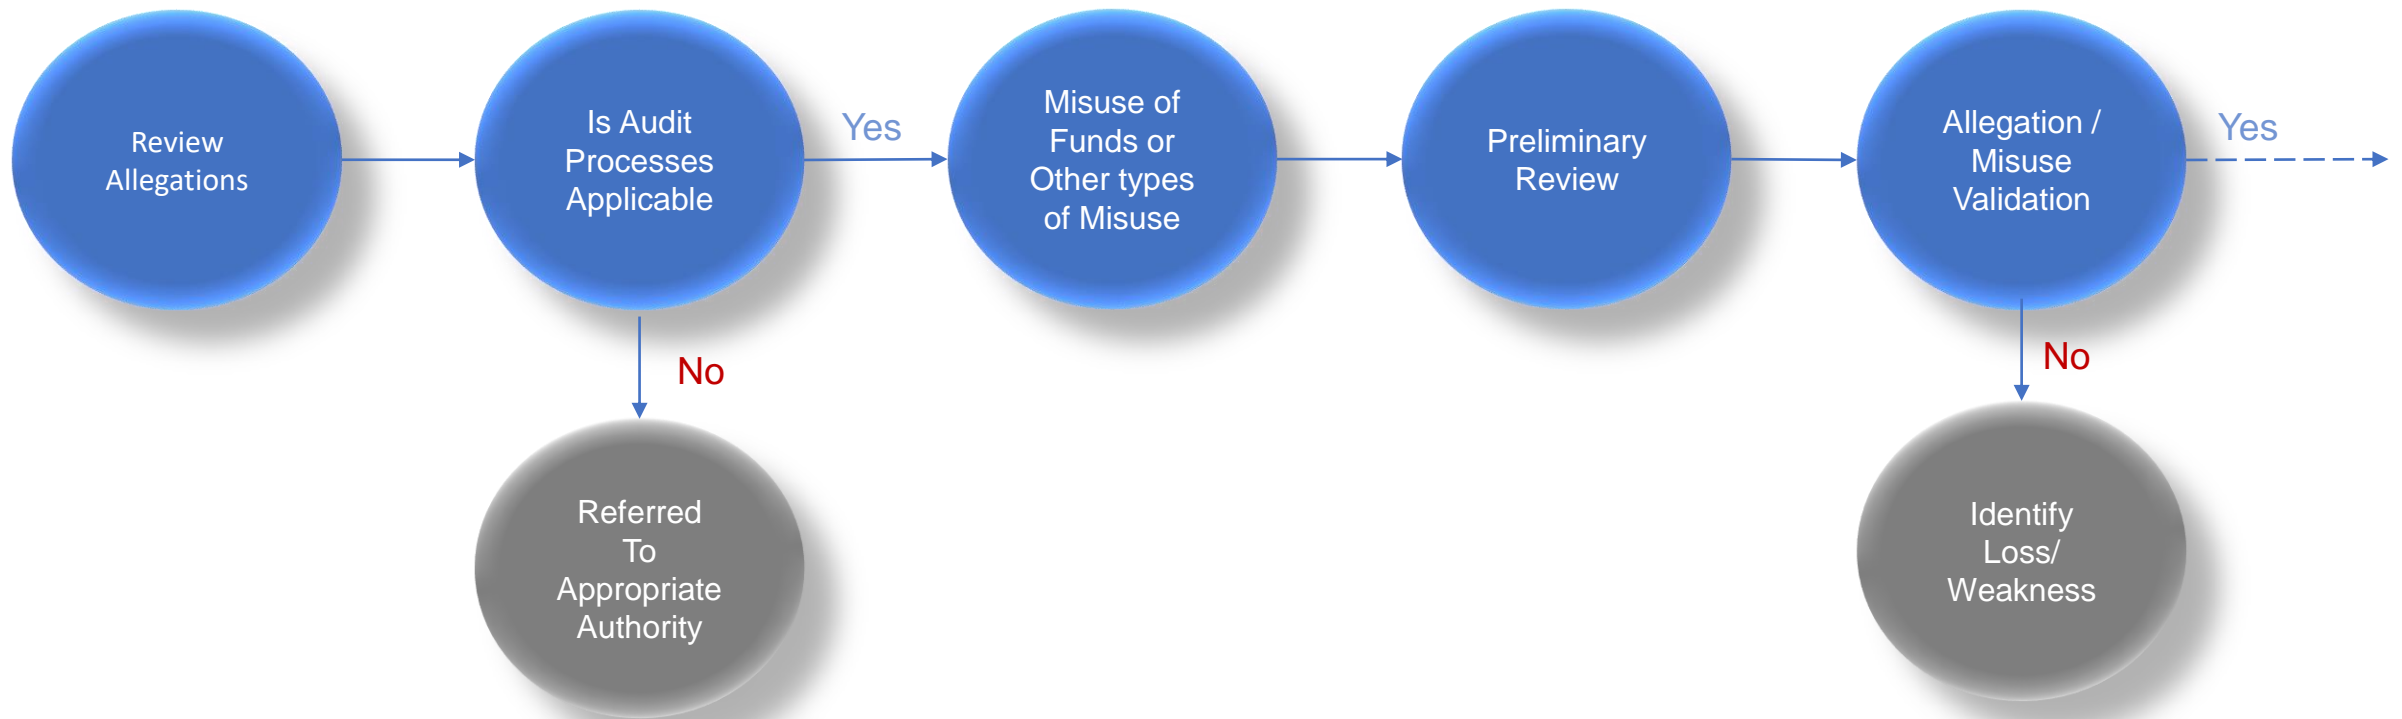 Review
Allegations
Is Audit
Processes
Applicable
Yes
Misuse of
Funds or
Other types
of Misuse
Preliminary
Review
Allegation /
Misuse
Validation
Yes
No
Referred
To
Appropriate
Authority
No
Identify
Loss/
Weakness